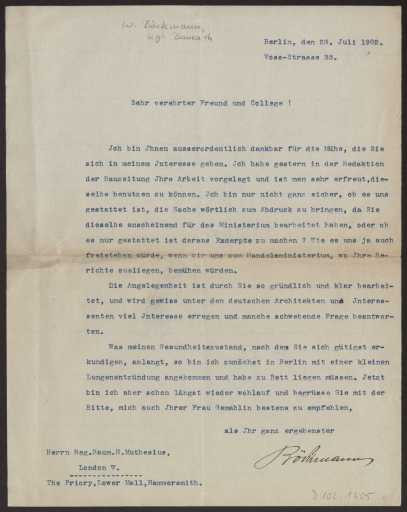 W. Böckmann,
kgl. Baurath
Berlin, den 25. Juli 1902.
Voss-Strasse 33.
Sehr verehrter Freund und College !
Ich bin Jhnen ausserordentlich dankbar für die Mühe, die Sie
sich in meinem Jnteresse geben. Jch habe gestern in der Redaktion
der Bauzeitung Jhre Arbeit vorgelegt und ist man sehr erfreut,die-
selbe benutzen zu können. Jch bin nur nicht ganz sicher, ob es uns
gestattet ist, die Sache wörtlich zum Abdruck zu bringen, da Sie
dieselbe anscheinend für das Ministerium bearbeitet haben, oder ob
es nur gestattet ist daraus Exzerpte zu machen ? Wie es uns ja auch
freistehen würde, wenn wir uns zum Handelsministerium, wo Jhre Be-
richte ausliegen, bemühen würden.
Die Angelegenheit ist durch Sie so gründlich und klar bearbei-
tet, und wird gewiss unter den deutschen Architekten und Jnteres-
senten viel Jnteresse erregen und manche schwebende Frage beantwor-
ten.
Was meinen Gesundheitszustand, nach dem Sie sich gütigst er-
kundigen, anlangt, so bin ich zunächst in Berlin mit einer kleinen
Lungenentzündung angekommen und habe zu Bett liegen müssen. Jetzt
bin ich aber schon längst wieder wohlauf und begrüsse Sie mit der
Bitte, mich auch Jhrer Frau Gemahlin bestens zu empfehlen,
als Jhr ganz ergebenster
Böckmann
Herrn Reg.Baum.H.Muthesius,
London W.
The Priory,Lower Mall,Hammersmith.
D 102-1405